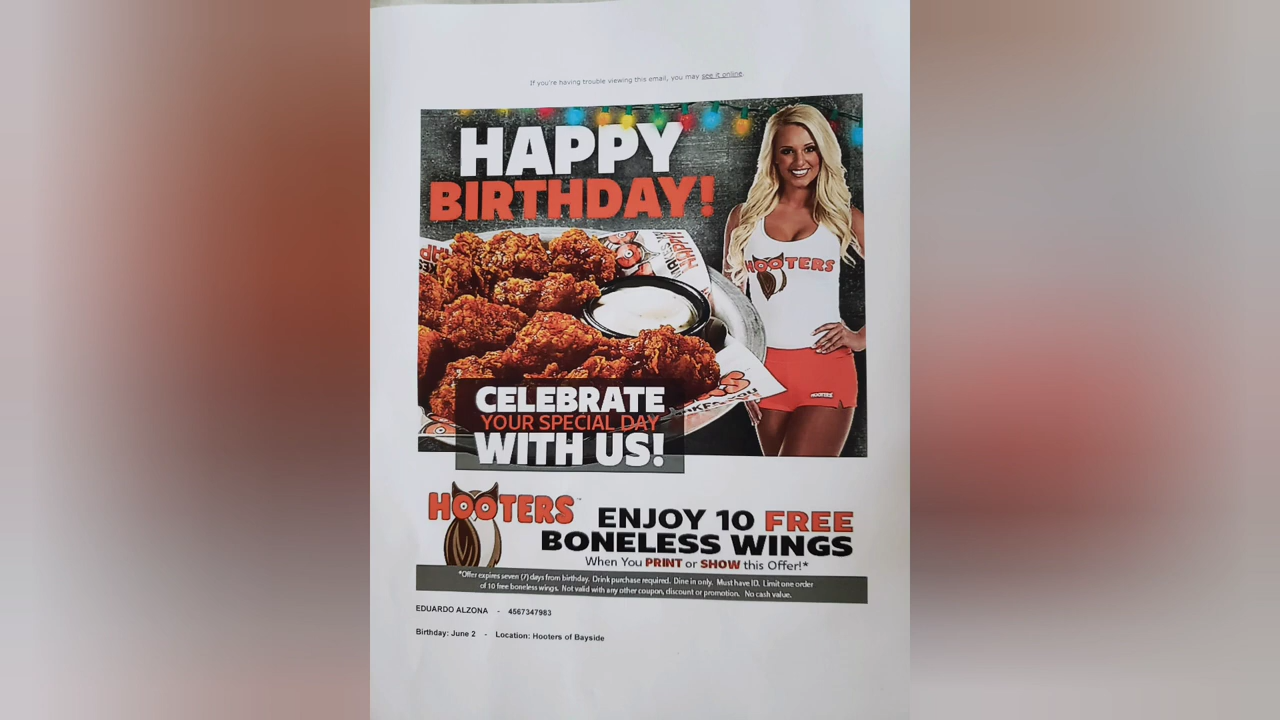 If you're having trouble viewing this email, you may see it online.
HAPPY
BIRTHDAY!
HOOTERS
HAPPY
HOOTERS
CELEBRATE
YOUR SPECIAL DAY
WITH US!
HOOTERS™
ENJOY 10 FREE
BONELESS WINGS
When You PRINT or SHOW this Offer!*
*Offer expires seven (7) days from birthday. Drink purchase required. Dine in only. Must have ID. Limit one order
of 10 free boneless wings. Not valid with any other coupon, discount or promotion. No cash value.
EDUARDO ALZONA - 4567347983
Birthday: June 2 - Location: Hooters of Bayside